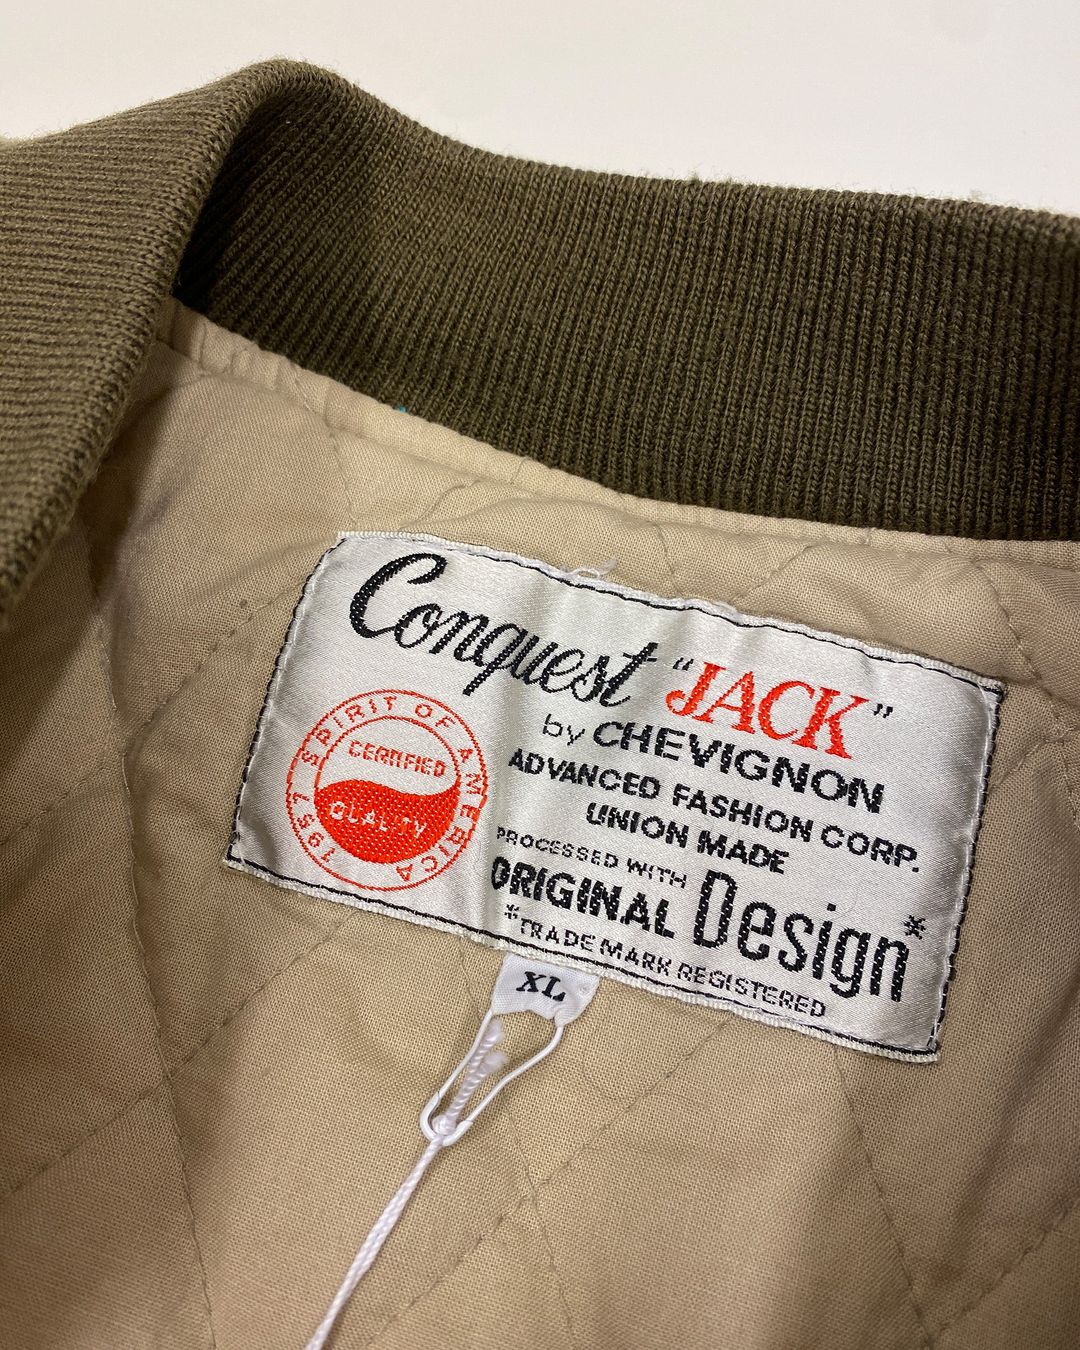 Conquest "JACK"
by CHEVIGNON
ADVANCED FASHION CORP.
UNION MADE
PROCESSED WITH
ORIGINAL Design*
*TRADE MARK REGISTERED
1957 SPIRIT OF AMERICA
CERTIFIED
QUALITY
XL